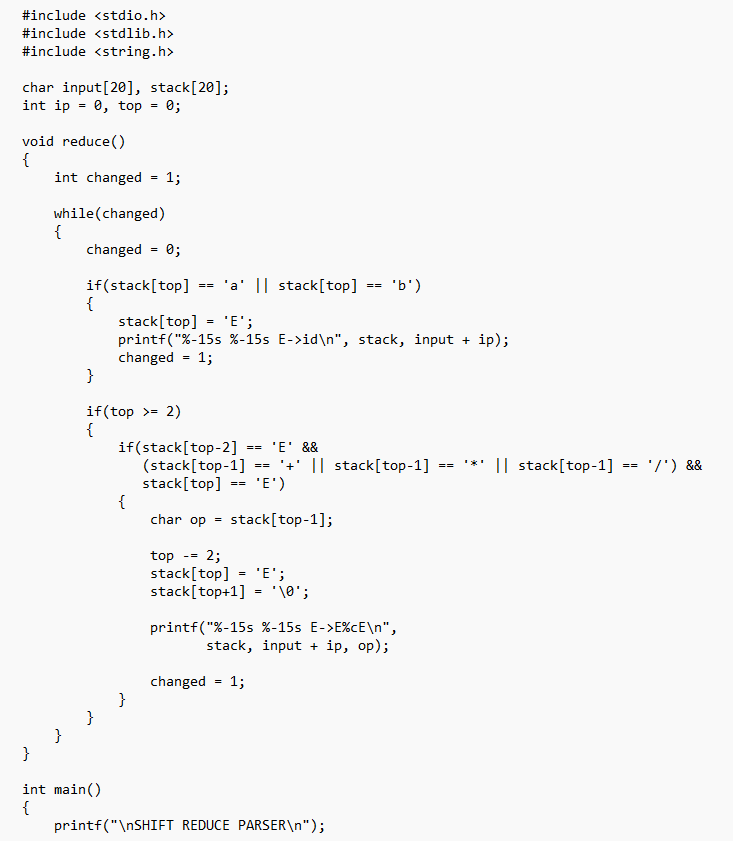 #include <stdio.h>
#include <stdlib.h>
#include <string.h>

char input[20], stack[20];
int ip = 0, top = 0;

void reduce()
{
    int changed = 1;

    while(changed)
    {
        changed = 0;

        if(stack[top] == 'a' || stack[top] == 'b')
        {
            stack[top] = 'E';
            printf("%-15s %-15s E->id\n", stack, input + ip);
            changed = 1;
        }

        if(top >= 2)
        {
            if(stack[top-2] == 'E' &&
               (stack[top-1] == '+' || stack[top-1] == '*' || stack[top-1] == '/') &&
               stack[top] == 'E')
            {
                char op = stack[top-1];

                top -= 2;
                stack[top] = 'E';
                stack[top+1] = '\0';

                printf("%-15s %-15s E->E%cE\n",
                       stack, input + ip, op);

                changed = 1;
            }
        }
    }
}

int main()
{
    printf("\nSHIFT REDUCE PARSER\n");